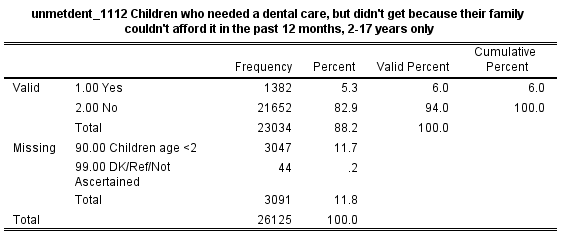 unmetdent_1112 Children who needed a dental care, but didn't get because their family
couldn't afford it in the past 12 months, 2-17 years only
Frequency Percent Valid Percent Cumulative Percent
Valid 1.00 Yes 1382 5.3 6.0 6.0
2.00 No 21652 82.9 94.0 100.0
Total 23034 88.2 100.0
Missing 90.00 Children age <2 3047 11.7
99.00 DK/Ref/Not
Ascertained 44 .2
Total 3091 11.8
Total 26125 100.0